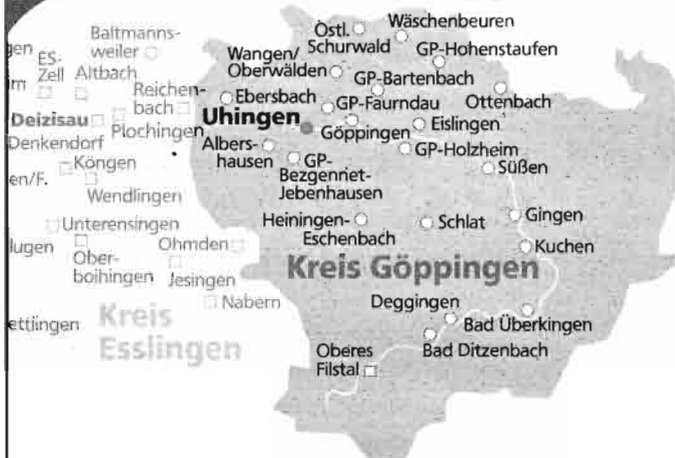 Wäschenbeuren
Östl.
Schurwald
GP-Hohenstaufen
Baltmanns-
weiler
Wangen/
Oberwälden
GP-Bartenbach
ES-
Zell
Altbach
Reichen-
bach
Ebersbach
GP-Faurndau
Ottenbach
Deizisau
Plochingen
Uhingen
Göppingen
Eislingen
Denkendorf
Albers-
hausen
GP-Holzheim
Köngen
GP-
Bezgenriet-
Jebenhausen
Süßen
en/F.
Wendlingen
Unterensingen
Heiningen-
Eschenbach
Schlat
Gingen
Ohmden
Kuchen
Ober-
boihingen
Jesingen
Kreis Göppingen
Nabern
Deggingen
ettlingen
Kreis
Esslingen
Bad Überkingen
Bad Ditzenbach
Oberes
Filstal